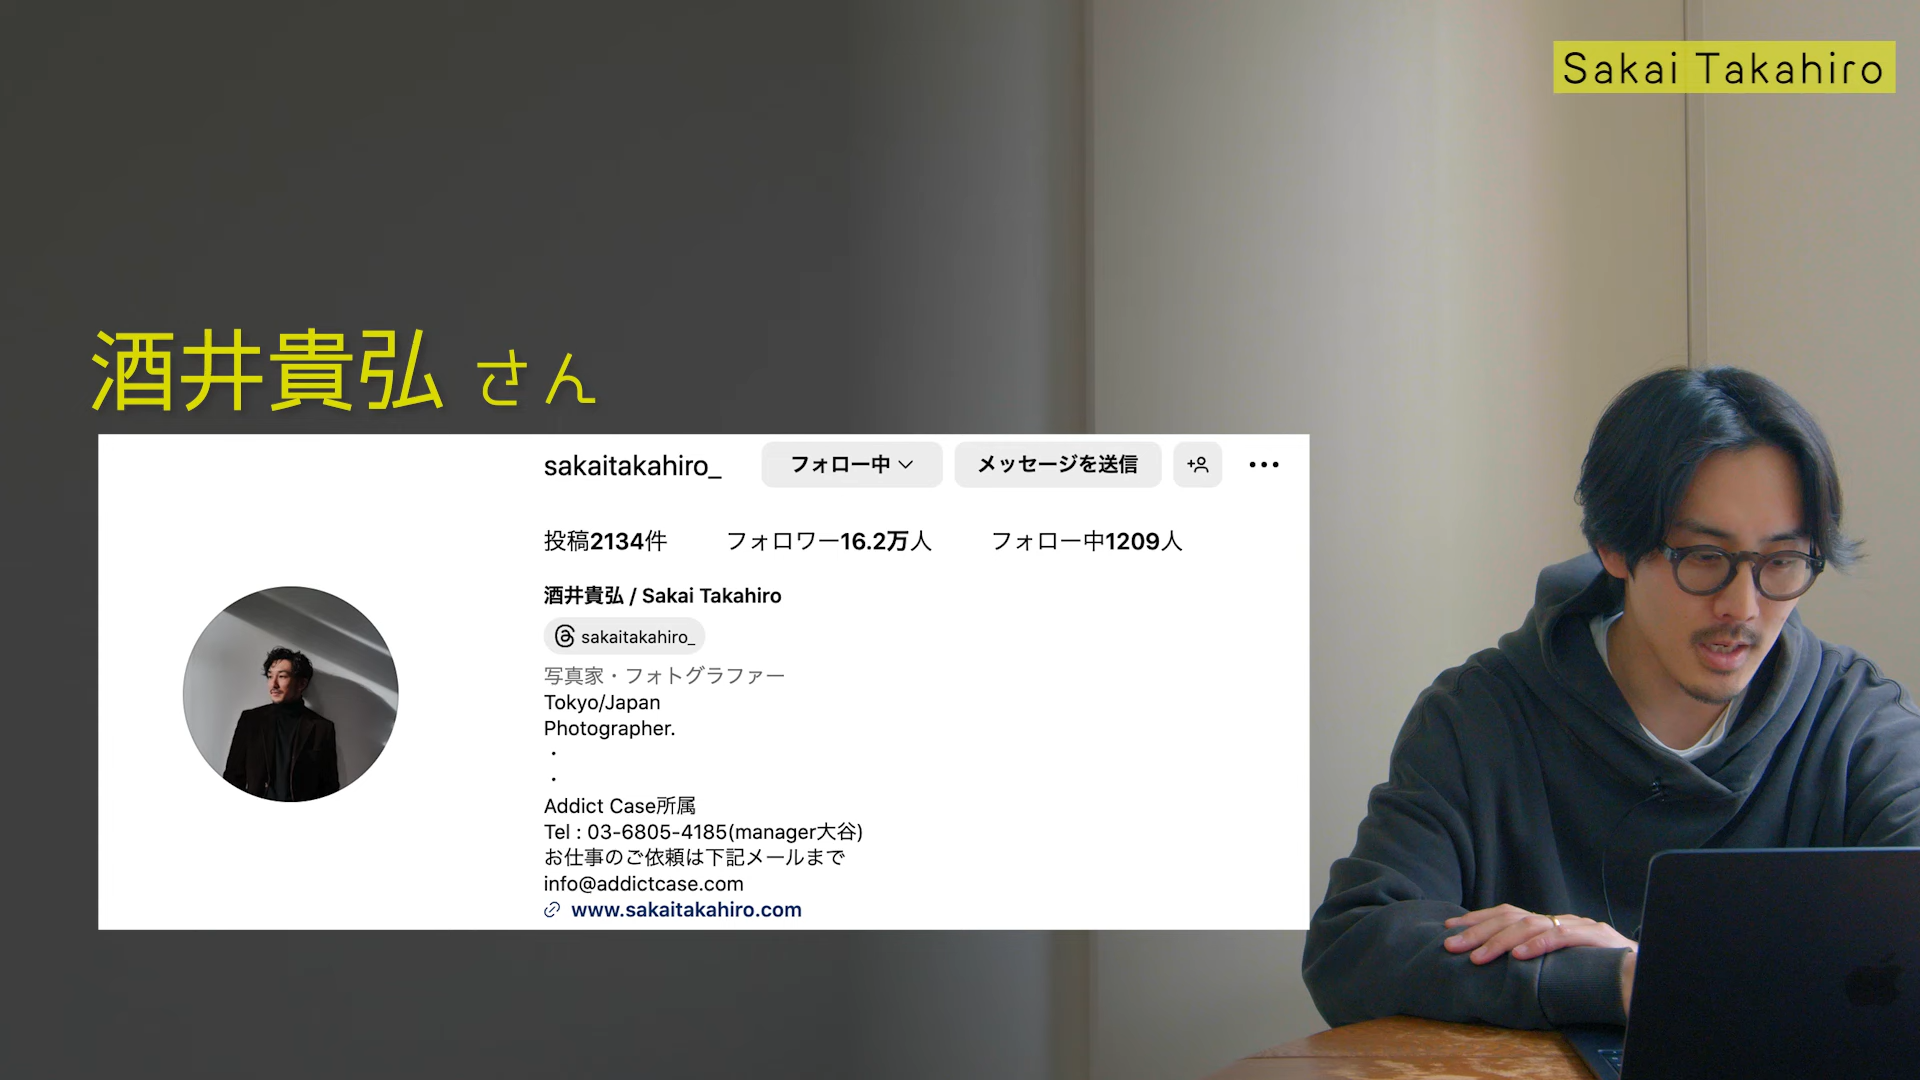 Sakai Takahiro
酒井貴弘 さん
sakaitakahiro_ フォロー中 メッセージを送信
投稿2134件 フォロワー16.2万人 フォロー中1209人
酒井貴弘 / Sakai Takahiro
sakaitakahiro_
写真家・フォトグラファー
Tokyo/Japan
Photographer.
・
・
Addict Case所属
Tel : 03-6805-4185(manager大谷)
お仕事のご依頼は下記メールまで
info@addictcase.com
www.sakaitakahiro.com